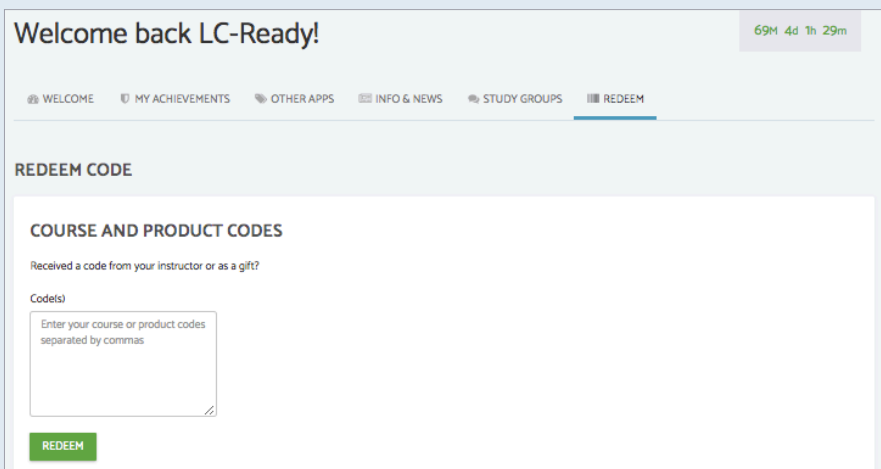 Welcome back LC-Ready!
69M 4d 1h 29m
WELCOME MY ACHIEVEMENTS OTHER APPS INFO & NEWS STUDY GROUPS REDEEM
REDEEM CODE
COURSE AND PRODUCT CODES
Received a code from your instructor or as a gift?
Code(s)
Enter your course or product codes
separated by commas
REDEEM